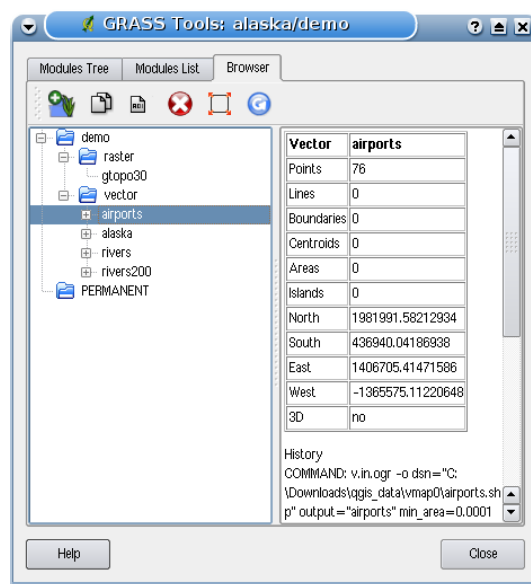 GRASS Tools: alaska/demo
Modules Tree Modules List Browser
demo
raster
gtopo30
vector
airports
alaska
rivers
rivers200
PERMANENT
Vector airports
Points 76
Lines 0
Boundaries 0
Centroids 0
Areas 0
Islands 0
North 1981991.58212934
South 436940.04186938
East 1406705.41471586
West -1365575.11220648
3D no
History
COMMAND: v.in.ogr -o dsn="C:
\Downloads\qgis_data\vmap0\airports.sh
p" output="airports" min_area=0.0001
Help Close